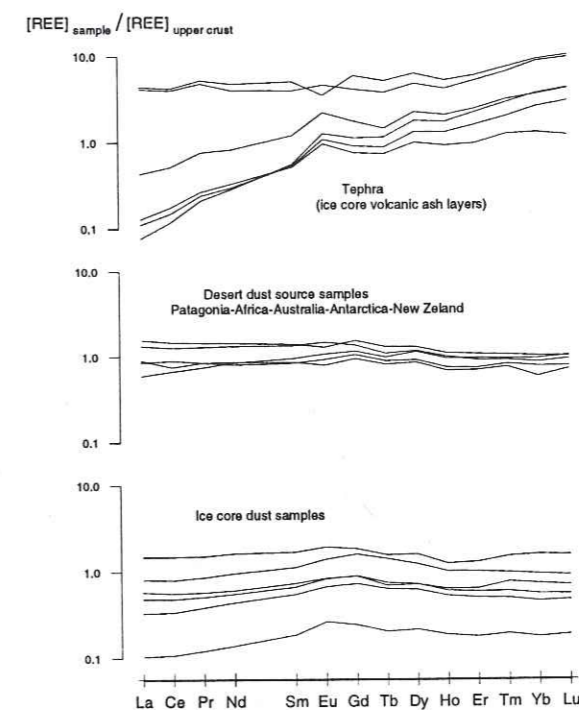 [REE] sample / [REE] upper crust
10.0
1.0
0.1
Tephra
(ice core volcanic ash layers)
10.0
1.0
0.1
Desert dust source samples
Patagonia-Africa-Australia-Antarctica-New Zeland
10.0
1.0
0.1
Ice core dust samples
La Ce Pr Nd Sm Eu Gd Tb Dy Ho Er Tm Yb Lu